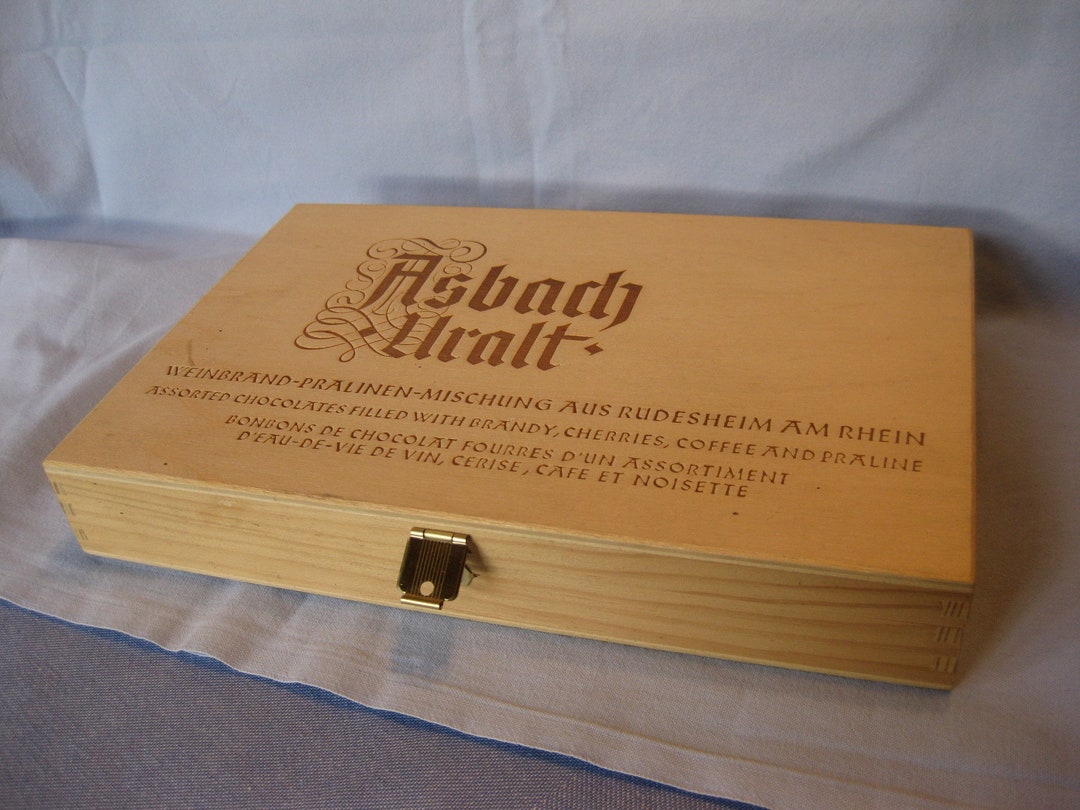 Asbach
· Uralt ·
WEINBRAND-PRALINEN-MISCHUNG AUS RÜDESHEIM AM RHEIN
ASSORTED CHOCOLATES FILLED WITH BRANDY, CHERRIES, COFFEE AND PRALINE
BONBONS DE CHOCOLAT FOURRES D'UN ASSORTIMENT
D'EAU-DE-VIE DE VIN, CERISE, CAFE ET NOISETTE